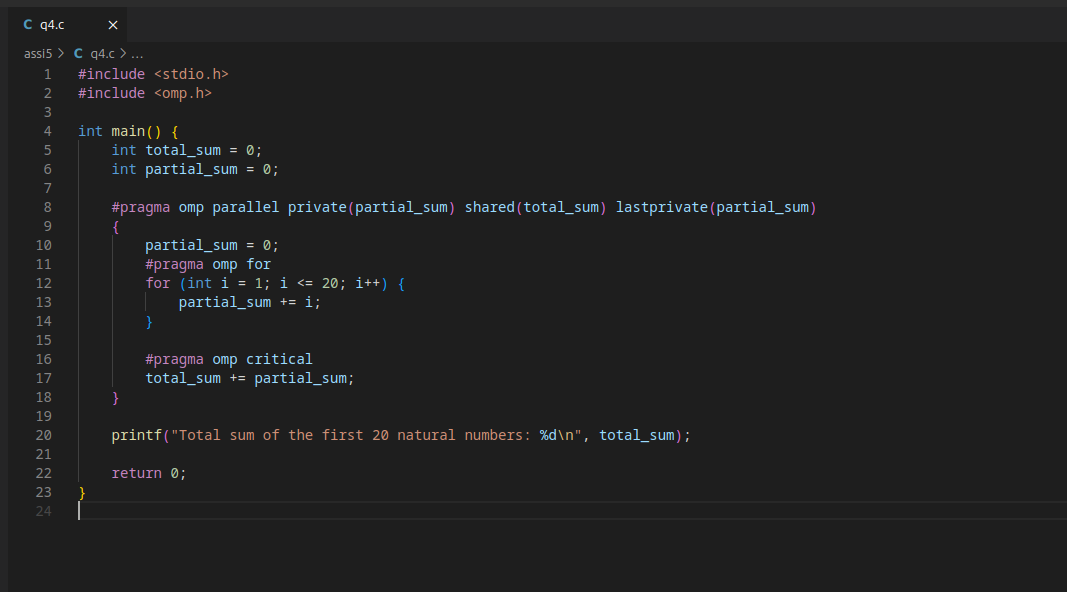 C q4.c ×
assi5 > C q4.c > ...
1 #include <stdio.h>
2 #include <omp.h>
3
4 int main() {
5     int total_sum = 0;
6     int partial_sum = 0;
7
8     #pragma omp parallel private(partial_sum) shared(total_sum) lastprivate(partial_sum)
9     {
10         partial_sum = 0;
11         #pragma omp for
12         for (int i = 1; i <= 20; i++) {
13             partial_sum += i;
14         }
15
16         #pragma omp critical
17         total_sum += partial_sum;
18     }
19
20     printf("Total sum of the first 20 natural numbers: %d\n", total_sum);
21
22     return 0;
23 }
24